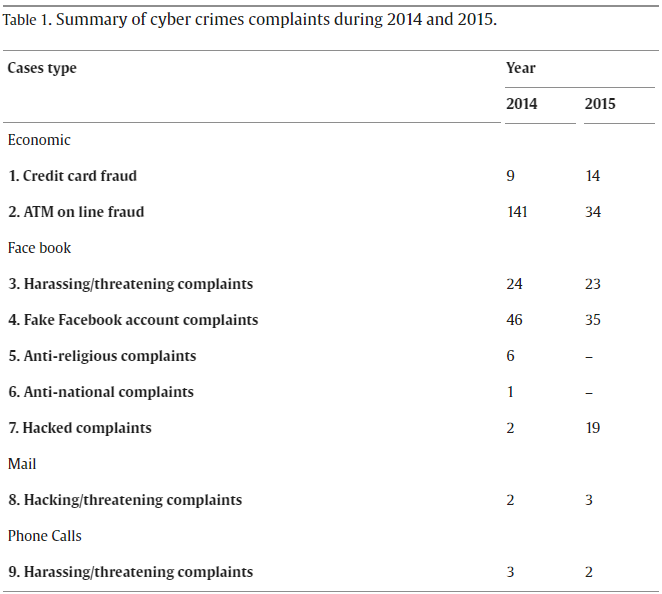 Table 1. Summary of cyber crimes complaints during 2014 and 2015.
Cases type Year
2014 2015
Economic
1. Credit card fraud 9 14
2. ATM on line fraud 141 34
Face book
3. Harassing/threatening complaints 24 23
4. Fake Facebook account complaints 46 35
5. Anti-religious complaints 6 –
6. Anti-national complaints 1 –
7. Hacked complaints 2 19
Mail
8. Hacking/threatening complaints 2 3
Phone Calls
9. Harassing/threatening complaints 3 2